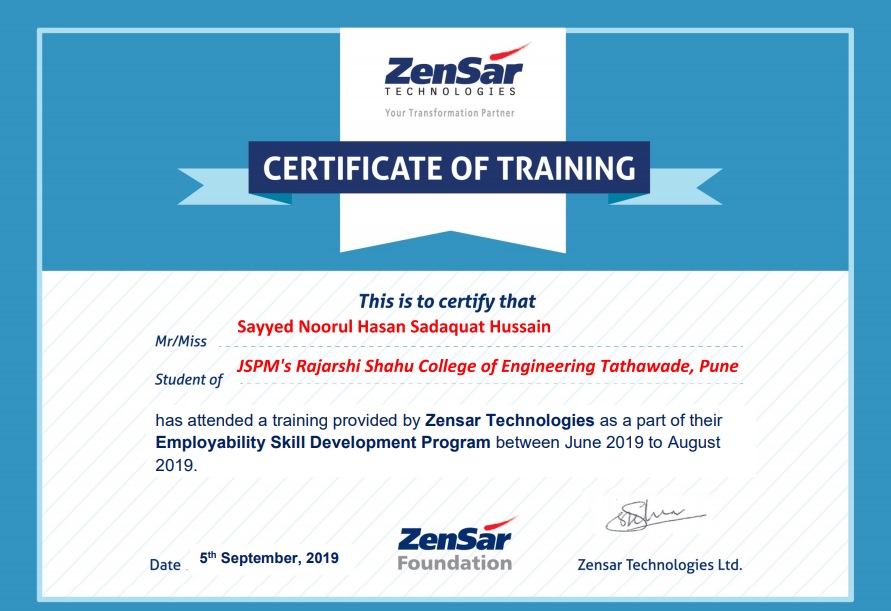 ZenSar
TECHNOLOGIES
Your Transformation Partner
CERTIFICATE OF TRAINING
This is to certify that
Mr/Miss Sayyed Noorul Hasan Sadaquat Hussain
Student of JSPM's Rajarshi Shahu College of Engineering Tathawade, Pune
has attended a training provided by Zensar Technologies as a part of their
Employability Skill Development Program between June 2019 to August
2019.
Date 5th September, 2019
ZenSar
Foundation
Zensar Technologies Ltd.